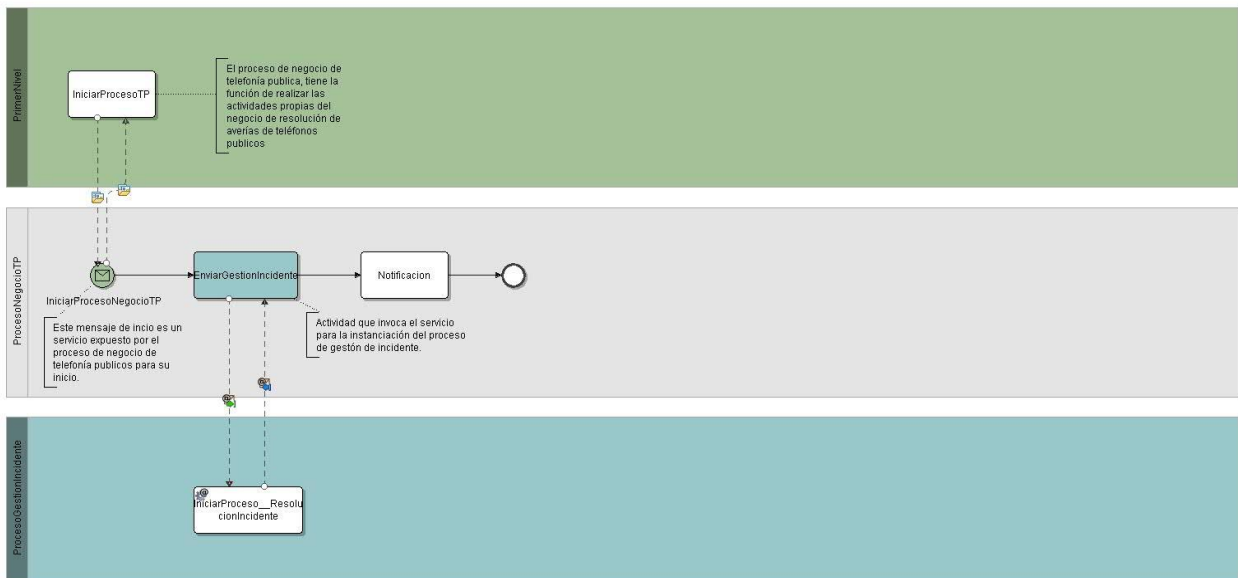 PrimerNivel
IniciarProcesoTP
El proceso de negocio de
telefonía publica, tiene la
función de realizar las
actividades propias del
negocio de resolución de
averías de teléfonos
publicos
ProcesoNegocioTP
IniciarProcesoNegocioTP
Este mensaje de incio es un
servicio expuesto por el
proceso de negocio de
telefonía publicos para su
inicio.
EnviarGestionIncidente
Actividad que invoca el servicio
para la instanciación del proceso
de gestión de incidente.
Notificacion
ProcesoGestionIncidente
IniciarProceso__Resolu
cionIncidente